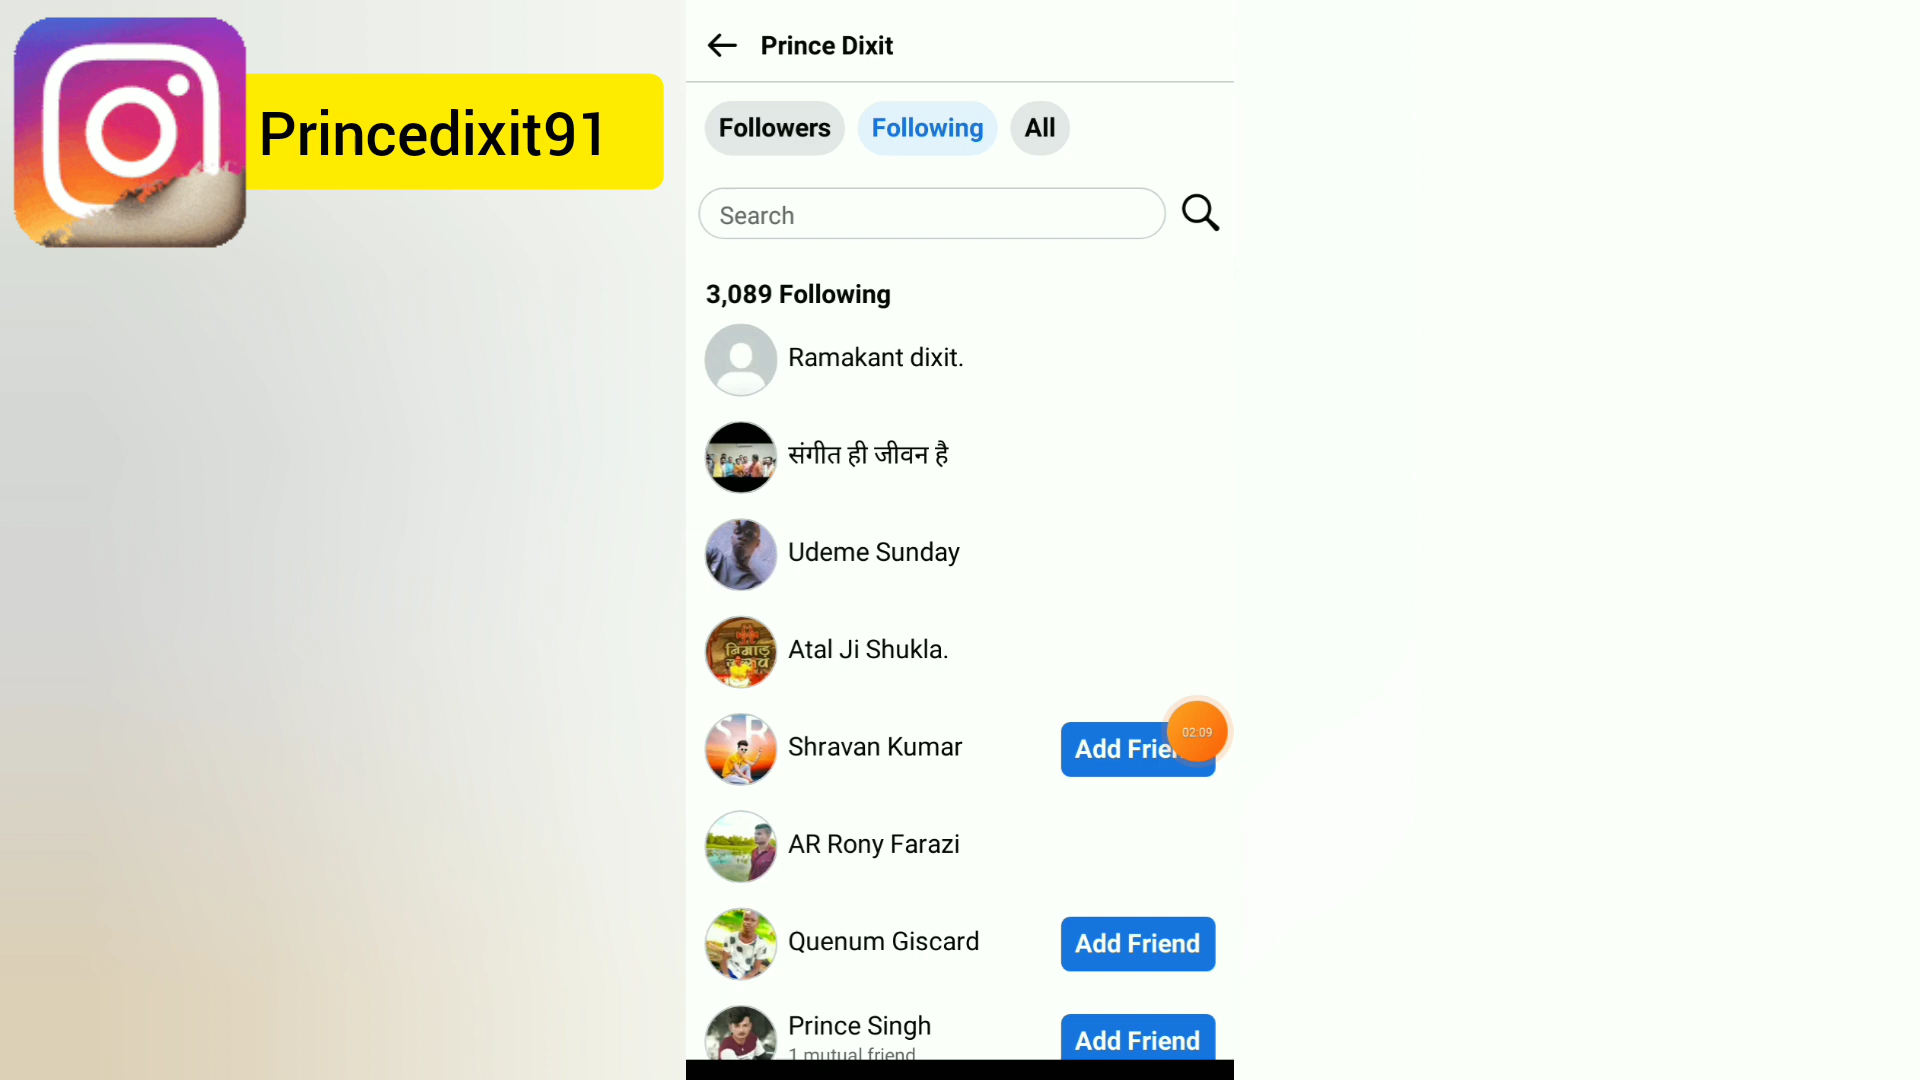 Princedixit91
Prince Dixit
Followers Following All
Search
3,089 Following
Ramakant dixit.
संगीत ही जीवन है
Udeme Sunday
Atal Ji Shukla.
Shravan Kumar
Add
02:09
AR Rony Farazi
Quenum Giscard
Add Friend
Prince Singh
Add Friend
1 mutual friend